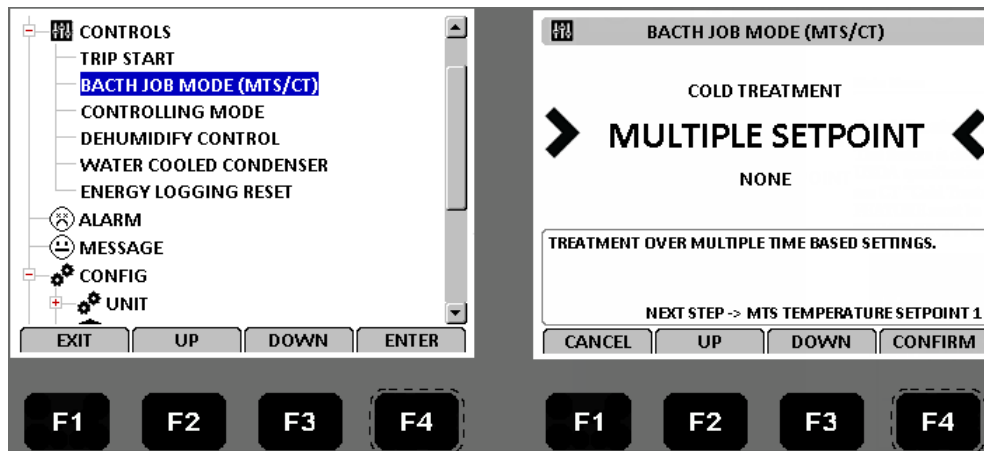 CONTROLS
TRIP START
BACTH JOB MODE (MTS/CT)
CONTROLLING MODE
DEHUMIDIFY CONTROL
WATER COOLED CONDENSER
ENERGY LOGGING RESET
ALARM
MESSAGE
CONFIG
UNIT
EXIT UP DOWN ENTER
F1 F2 F3 F4
BACTH JOB MODE (MTS/CT)
COLD TREATMENT
MULTIPLE SETPOINT
NONE
TREATMENT OVER MULTIPLE TIME BASED SETTINGS.
NEXT STEP -> MTS TEMPERATURE SETPOINT 1
CANCEL UP DOWN CONFIRM
F1 F2 F3 F4